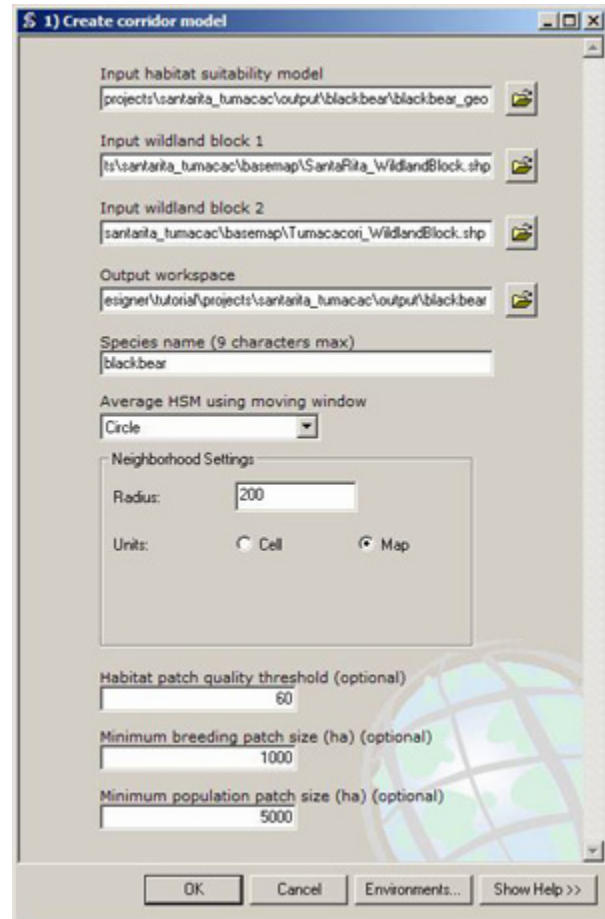 1) Create corridor model
Input habitat suitability model
projects\santarita_tumacac\output\blackbear\blackbear_geo
Input wildland block 1
ts\santarita_tumacac\basemap\SantaRita_WildlandBlock.shp
Input wildland block 2
santarita_tumacac\basemap\Tumacacori_WildlandBlock.shp
Output workspace
esigner\tutorial\projects\santarita_tumacac\output\blackbear
Species name (9 characters max)
blackbear
Average HSM using moving window
Circle
Neighborhood Settings
Radius: 200
Units: Cell Map
Habitat patch quality threshold (optional)
60
Minimum breeding patch size (ha) (optional)
1000
Minimum population patch size (ha) (optional)
5000
OK Cancel Environments... Show Help >>